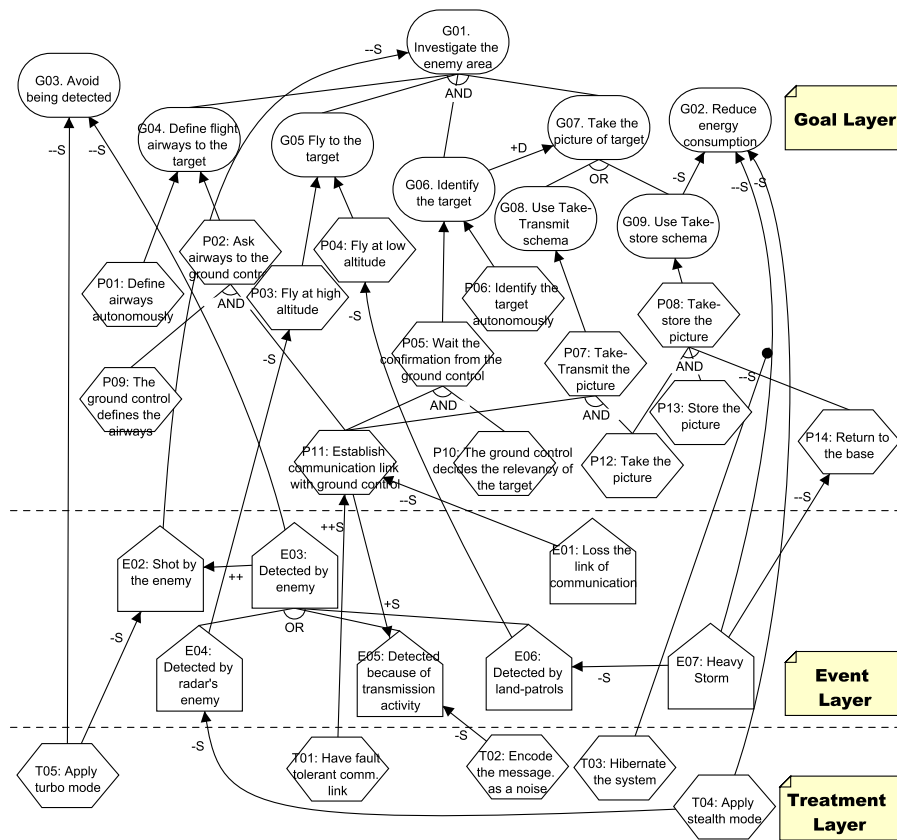 G01.
Investigate the
enemy area
--S
AND
G03. Avoid
being detected
G04. Define flight
airways to the
target
G05 Fly to the
target
G07. Take the
picture of target
OR
G02. Reduce
energy
consumption
Goal Layer
--S
--S
+D
G06. Identify
the target
G08. Use Take-
Transmit
schema
G09. Use Take-
store schema
-S
--S
-S
P02: Ask
airways to the
ground contr
AND
P04: Fly at low
altitude
P01: Define
airways
autonomously
P03: Fly at high
altitude
P06: Identify the
target
autonomously
P08: Take-
store the
picture
AND
-S
-S
P05: Wait the
confirmation from the
ground control
AND
P07: Take-
Transmit the
picture
AND
--S
P09: The
ground control
defines the
airways
P13: Store the
picture
P11: Establish
communication link
with ground control
P10: The ground control
decides the relevancy of
the target
P12: Take the
picture
P14: Return to
the base
--S
--S
++S
E02: Shot by
the enemy
++
E03:
Detected by
enemy
OR
E01: Loss the
link of
communication
+S
-S
E04:
Detected by
radar's
enemy
E05: Detected
because of
transmission
activity
E06:
Detected by
land-patrols
-S
E07: Heavy
Storm
Event
Layer
-S
-S
T05: Apply
turbo mode
T01: Have fault
tolerant comm.
link
T02: Encode
the message.
as a noise
T03: Hibernate
the system
T04: Apply
stealth mode
Treatment
Layer